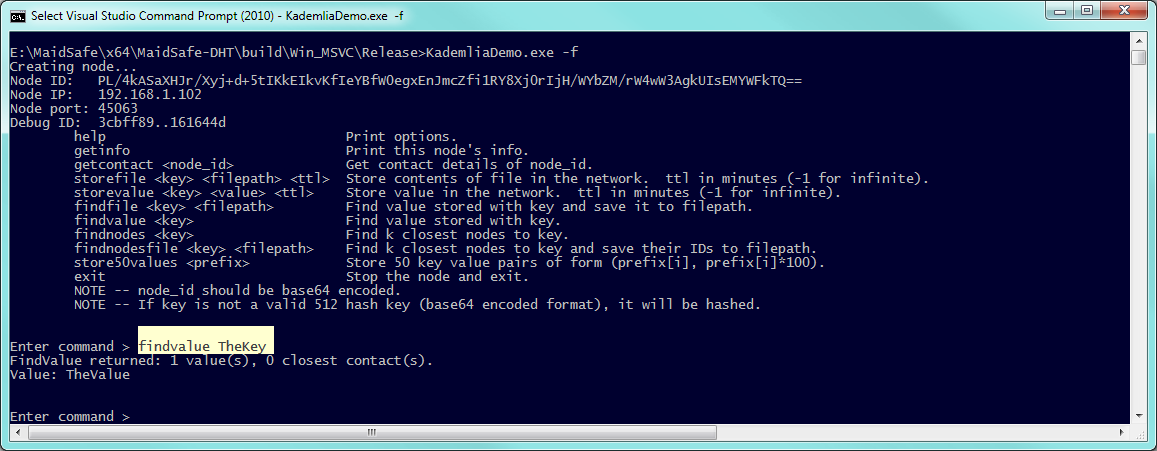 Select Visual Studio Command Prompt (2010) - KademliaDemo.exe -f
E:\MaidSafe\x64\MaidSafe-DHT\build\Win_MSVC\Release>KademliaDemo.exe -f
Creating node...
Node ID:   PL/4kASaXHJr/Xyj+d+5tIKkEIkvKfIeYBfW0egxEnJmcZfi1RY8Xj0rIjH/WYbZM/rW4wW3AgkUIsEMYWFkTQ==
Node IP:   192.168.1.102
Node port: 45063
Debug ID:  3cbff89..161644d
        help                              Print options.
        getinfo                           Print this node's info.
        getcontact <node_id>              Get contact details of node_id.
        storefile <key> <filepath> <ttl>  Store contents of file in the network.  ttl in minutes (-1 for infinite).
        storevalue <key> <value> <ttl>    Store value in the network.  ttl in minutes (-1 for infinite).
        findfile <key> <filepath>         Find value stored with key and save it to filepath.
        findvalue <key>                   Find value stored with key.
        findnodes <key>                   Find k closest nodes to key.
        findnodesfile <key> <filepath>    Find k closest nodes to key and save their IDs to filepath.
        store50values <prefix>            Store 50 key value pairs of form (prefix[i], prefix[i]*100).
        exit                              Stop the node and exit.
        NOTE -- node_id should be base64 encoded.
        NOTE -- If key is not a valid 512 hash key (base64 encoded format), it will be hashed.
Enter command > findvalue TheKey
FindValue returned: 1 value(s), 0 closest contact(s).
Value: TheValue
Enter command >